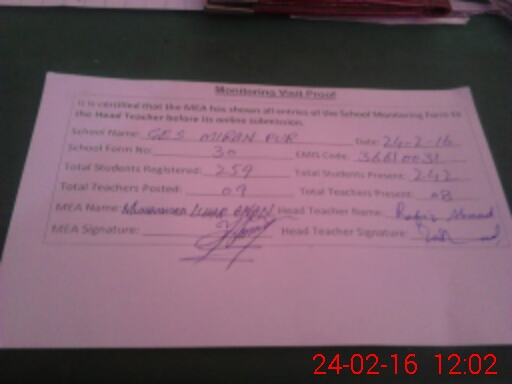 Monitoring Visit Proof
It is certified that the MEA has shown all entries of the School Monitoring Form to
the Head Teacher before its online submission.
School Name: GES MIRAN PUR Date: 24-2-16
School Form No: 30 EMIS Code: 36610031
Total Students Registered: 259 Total Students Present: 242
Total Teachers Posted: 09 Total Teachers Present: 08
MEA Name: Head Teacher Name:
MEA Signature: Head Teacher Signature:
24-02-16 12:02